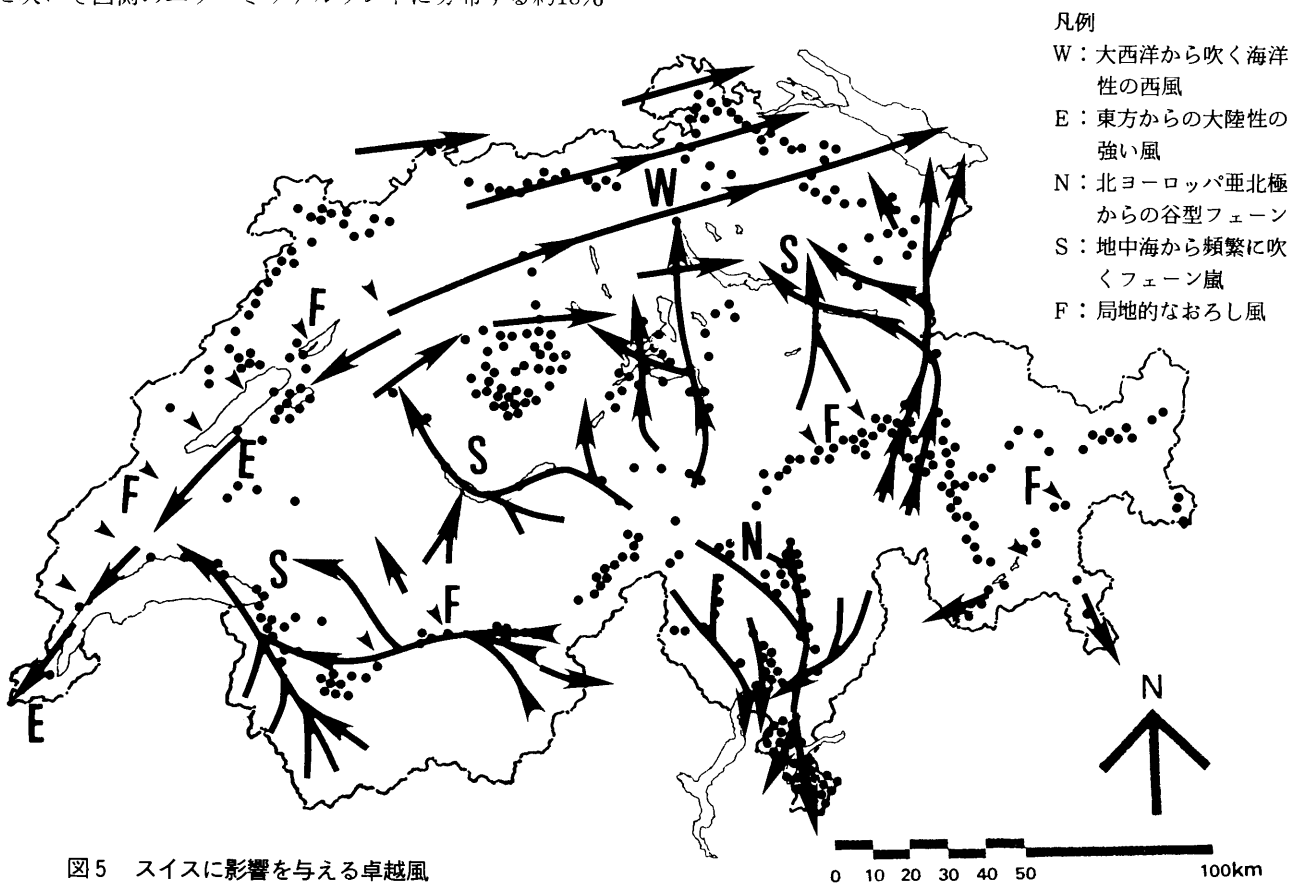 凡例
W：大西洋から吹く海洋
性の西風
E：東方からの大陸性の
強い風
N：北ヨーロッパ亜北極
からの谷型フェーン
S：地中海から頻繁に吹
くフェーン嵐
F：局地的なおろし風
W
S
F
F
S
E
F
F
N
S
F
E
N
0 10 20 30 40 50 100km
図5 スイスに影響を与える卓越風